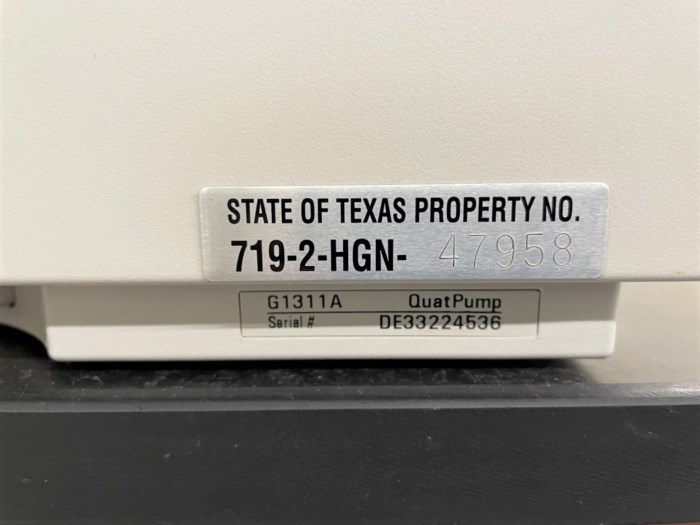 STATE OF TEXAS PROPERTY NO.
719-2-HGN- 47958
G1311A QuatPump
Serial # DE33224536